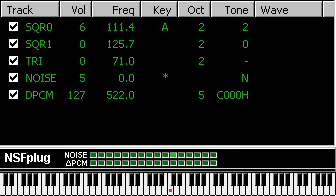 Track Vol Freq Key Oct Tone Wave
SQR0 6 111.4 A 2 2
SQR1 0 125.7 2 0
TRI 0 71.0 2 -
NOISE 5 0.0 * N
DPCM 127 522.0 5 C000H
NSFplug NOISE
ΔPCM